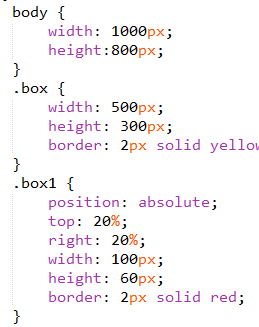 body {
width: 1000px;
height:800px;
}
.box {
width: 500px;
height: 300px;
border: 2px solid yellow
}
.box1 {
position: absolute;
top: 20%;
right: 20%;
width: 100px;
height: 60px;
border: 2px solid red;
}